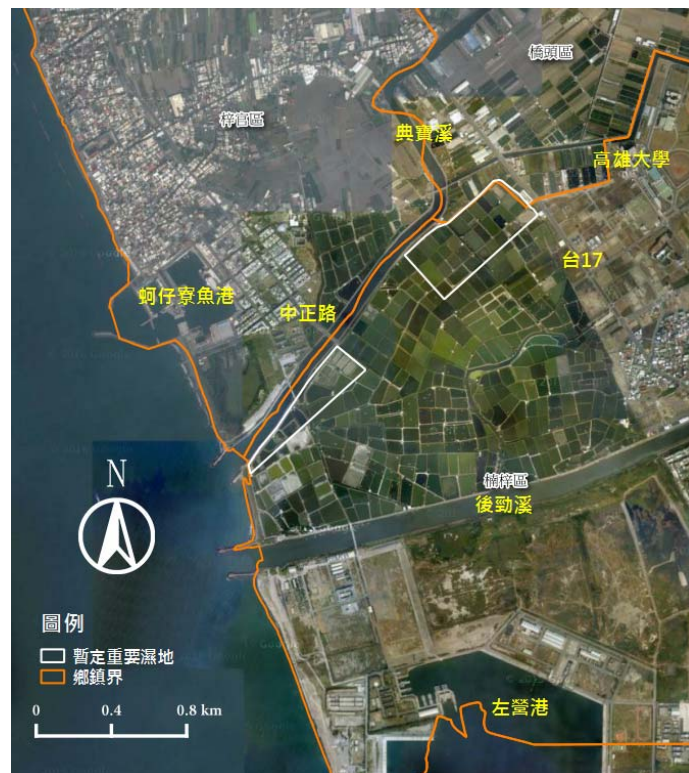 橋頭區
梓官區
典寶溪
高雄大學
台17
蚵仔寮魚港
中正路
楠梓區
後勁溪
N
圖例
暫定重要濕地
鄉鎮界
0 0.4 0.8 km
左營港